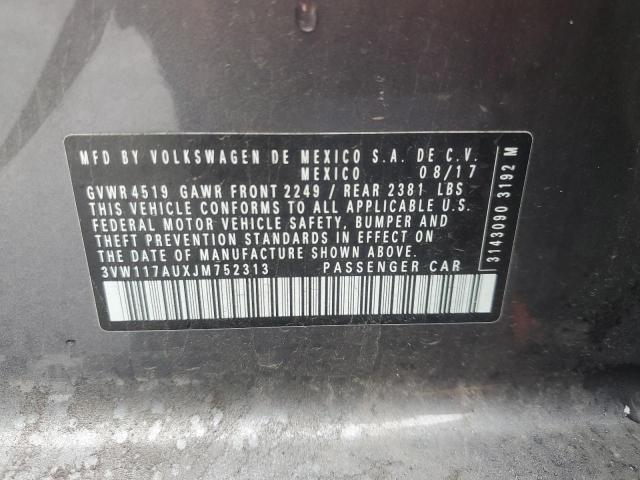 MFD BY VOLKSWAGEN DE MEXICO S.A. DE C.V.
MEXICO 08/17
GVWR 4519 GAWR FRONT 2249 / REAR 2381 LBS
THIS VEHICLE CONFORMS TO ALL APPLICABLE U.S.
FEDERAL MOTOR VEHICLE SAFETY, BUMPER AND
THEFT PREVENTION STANDARDS IN EFFECT ON
THE DATE OF MANUFACTURE SHOWN ABOVE.
3VW117AUXJM752313 PASSENGER CAR
3143090 3192 M